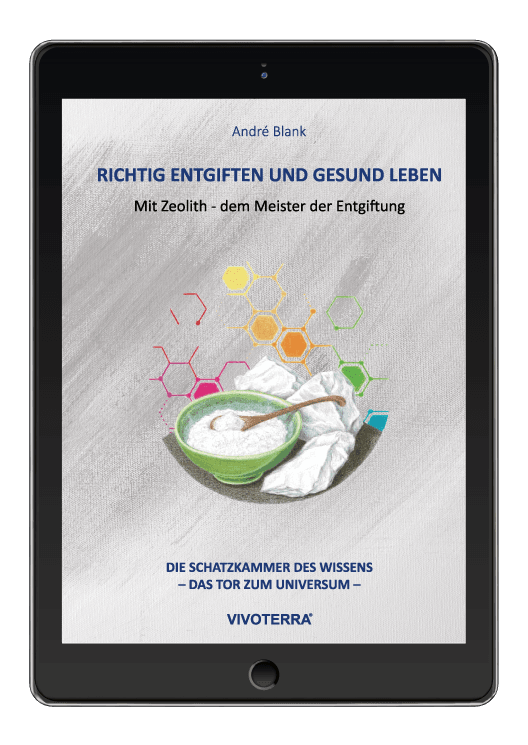 André Blank
RICHTIG ENTGIFTEN UND GESUND LEBEN
Mit Zeolith - dem Meister der Entgiftung
DIE SCHATZKAMMER DES WISSENS
– DAS TOR ZUM UNIVERSUM –
VIVOTERRA®